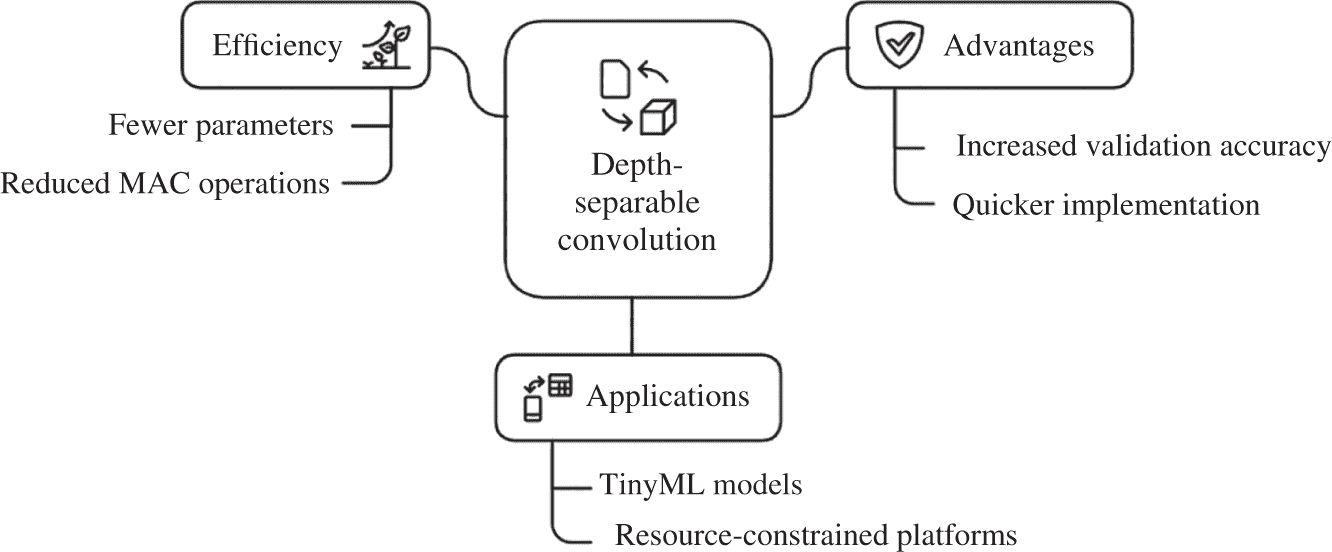 Efficiency
Fewer parameters
Reduced MAC operations
Depth-
separable
convolution
Advantages
Increased validation accuracy
Quicker implementation
Applications
TinyML models
Resource-constrained platforms